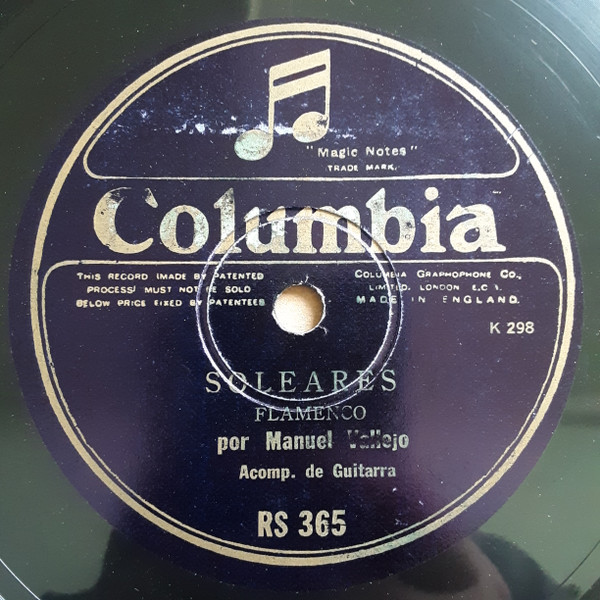 "Magic Notes"
TRADE MARK.
Columbia
THIS RECORD (MADE BY PATENTED
PROCESS) MUST NOT BE SOLD
BELOW PRICE FIXED BY PATENTEES
COLUMBIA GRAPHOPHONE CO.,
LIMITED. LONDON E.C.1.
MADE IN ENGLAND.
K 298
SOLEARES
FLAMENCO
por Manuel Vallejo
Acomp. de Guitarra
RS 365